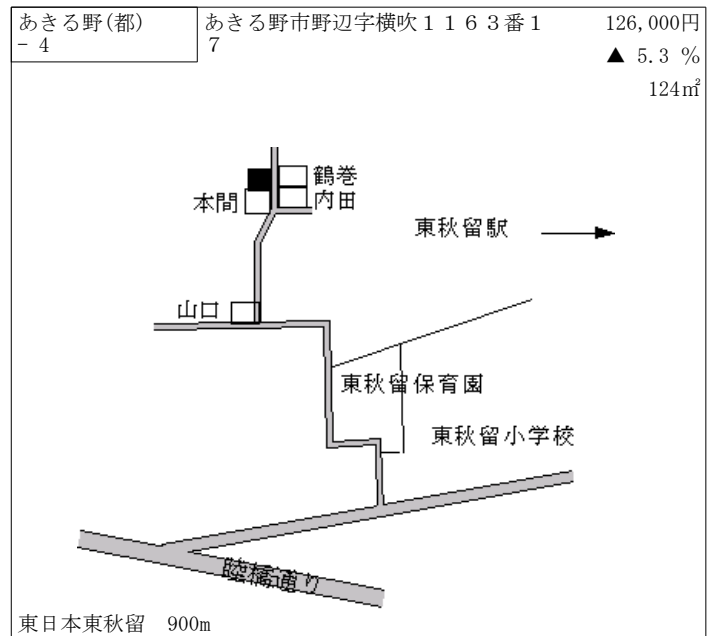 あきる野(都)
－４
あきる野市野辺字横吹１１６３番１
７
126,000円
▲ 5.3 %
124㎡
鶴巻
本間
内田
東秋留駅
山口
東秋留保育園
東秋留小学校
睦橋通り
東日本東秋留　900m